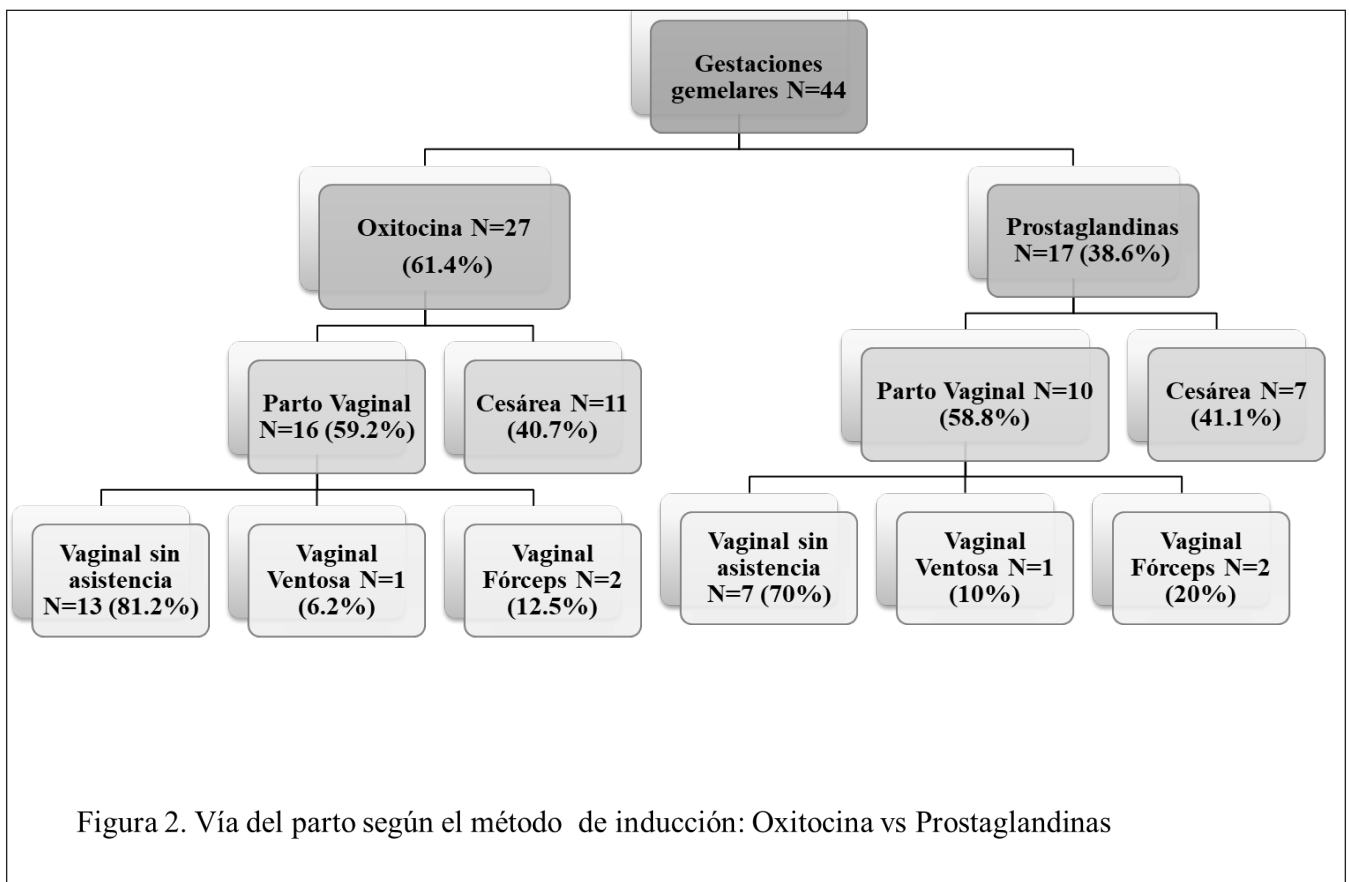 Gestaciones
gemelares N=44
Oxitocina N=27
(61.4%)
Prostaglandinas
N=17 (38.6%)
Parto Vaginal
N=16 (59.2%)
Cesárea N=11
(40.7%)
Parto Vaginal N=10
(58.8%)
Cesárea N=7
(41.1%)
Vaginal sin
asistencia
N=13 (81.2%)
Vaginal
Ventosa N=1
(6.2%)
Vaginal
Fórceps N=2
(12.5%)
Vaginal sin
asistencia
N=7 (70%)
Vaginal
Ventosa N=1
(10%)
Vaginal
Fórceps N=2
(20%)
Figura 2. Vía del parto según el método  de inducción: Oxitocina vs Prostaglandinas